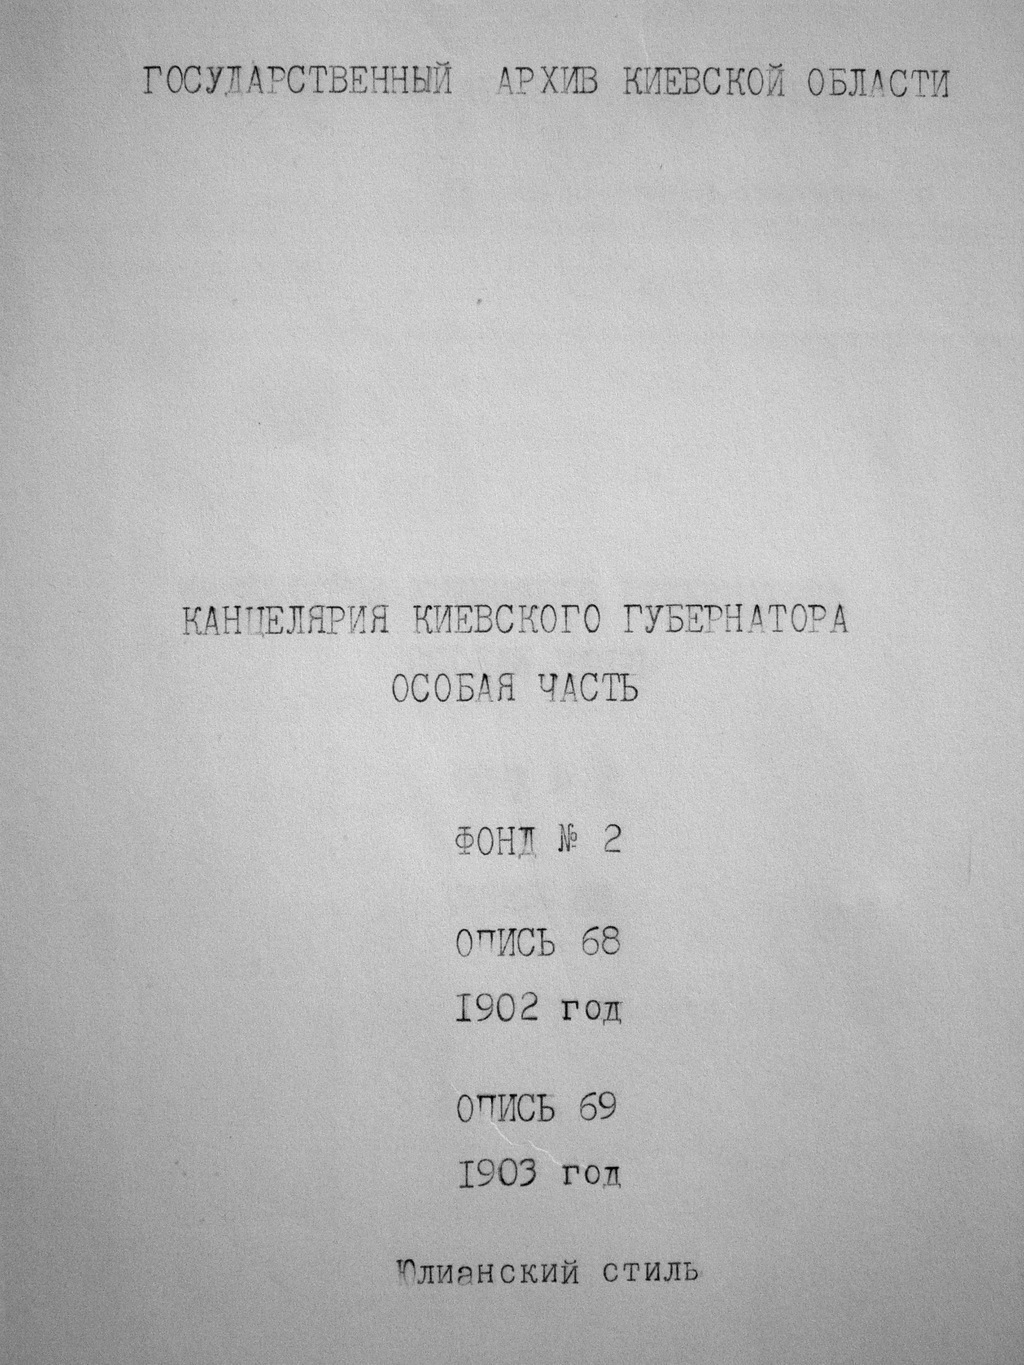 ГОСУДАРСТВЕННЫЙ АРХИВ КИЕВСКОЙ ОБЛАСТИ
КАНЦЕЛЯРИЯ КИЕВСКОГО ГУБЕРНАТОРА
ОСОБАЯ ЧАСТЬ
ФОНД № 2
ОПИСЬ 68
1902 год
ОПИСЬ 69
1903 год
Юлианский стиль